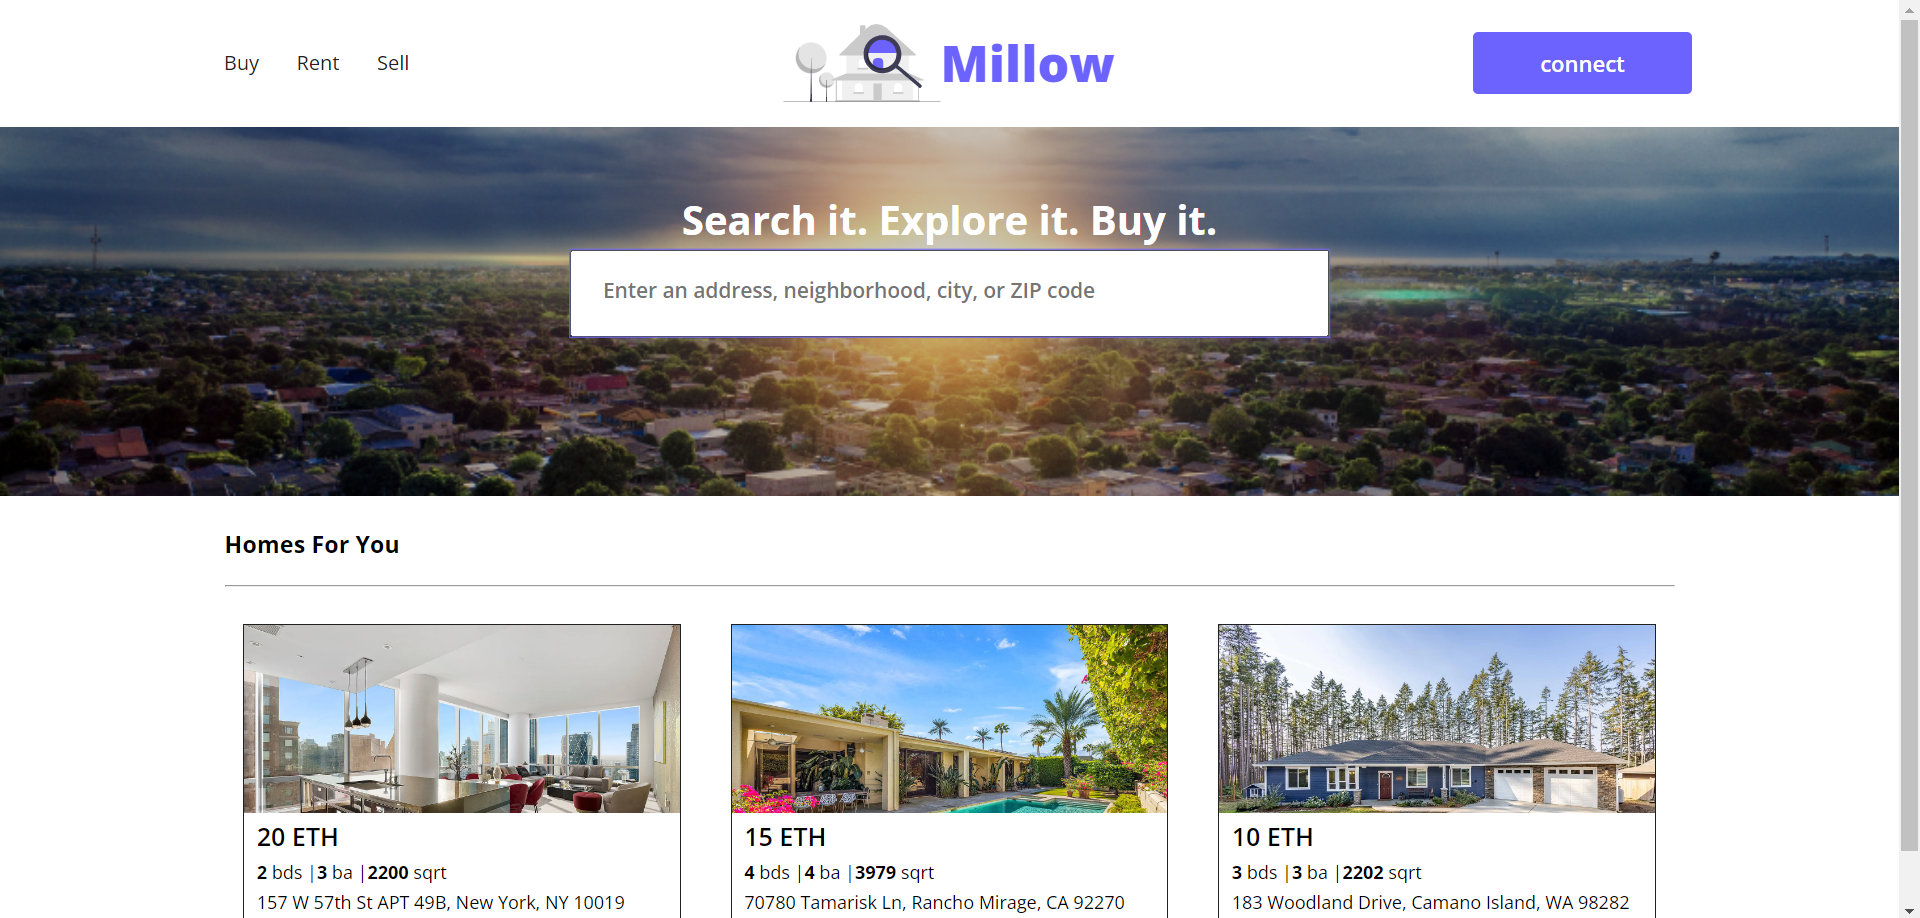 Buy Rent Sell
Millow
connect
Search it. Explore it. Buy it.
Enter an address, neighborhood, city, or ZIP code
Homes For You
20 ETH
2 bds |3 ba |2200 sqrt
157 W 57th St APT 49B, New York, NY 10019
15 ETH
4 bds |4 ba |3979 sqrt
70780 Tamarisk Ln, Rancho Mirage, CA 92270
10 ETH
3 bds |3 ba |2202 sqrt
183 Woodland Drive, Camano Island, WA 98282